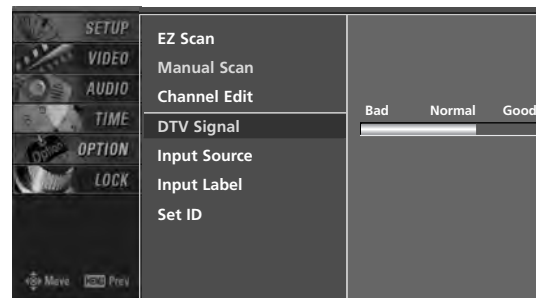 SETUP
VIDEO
AUDIO
TIME
OPTION
LOCK
Move MENU Prev
EZ Scan
Manual Scan
Channel Edit
DTV Signal
Input Source
Input Label
Set ID
Bad Normal Good